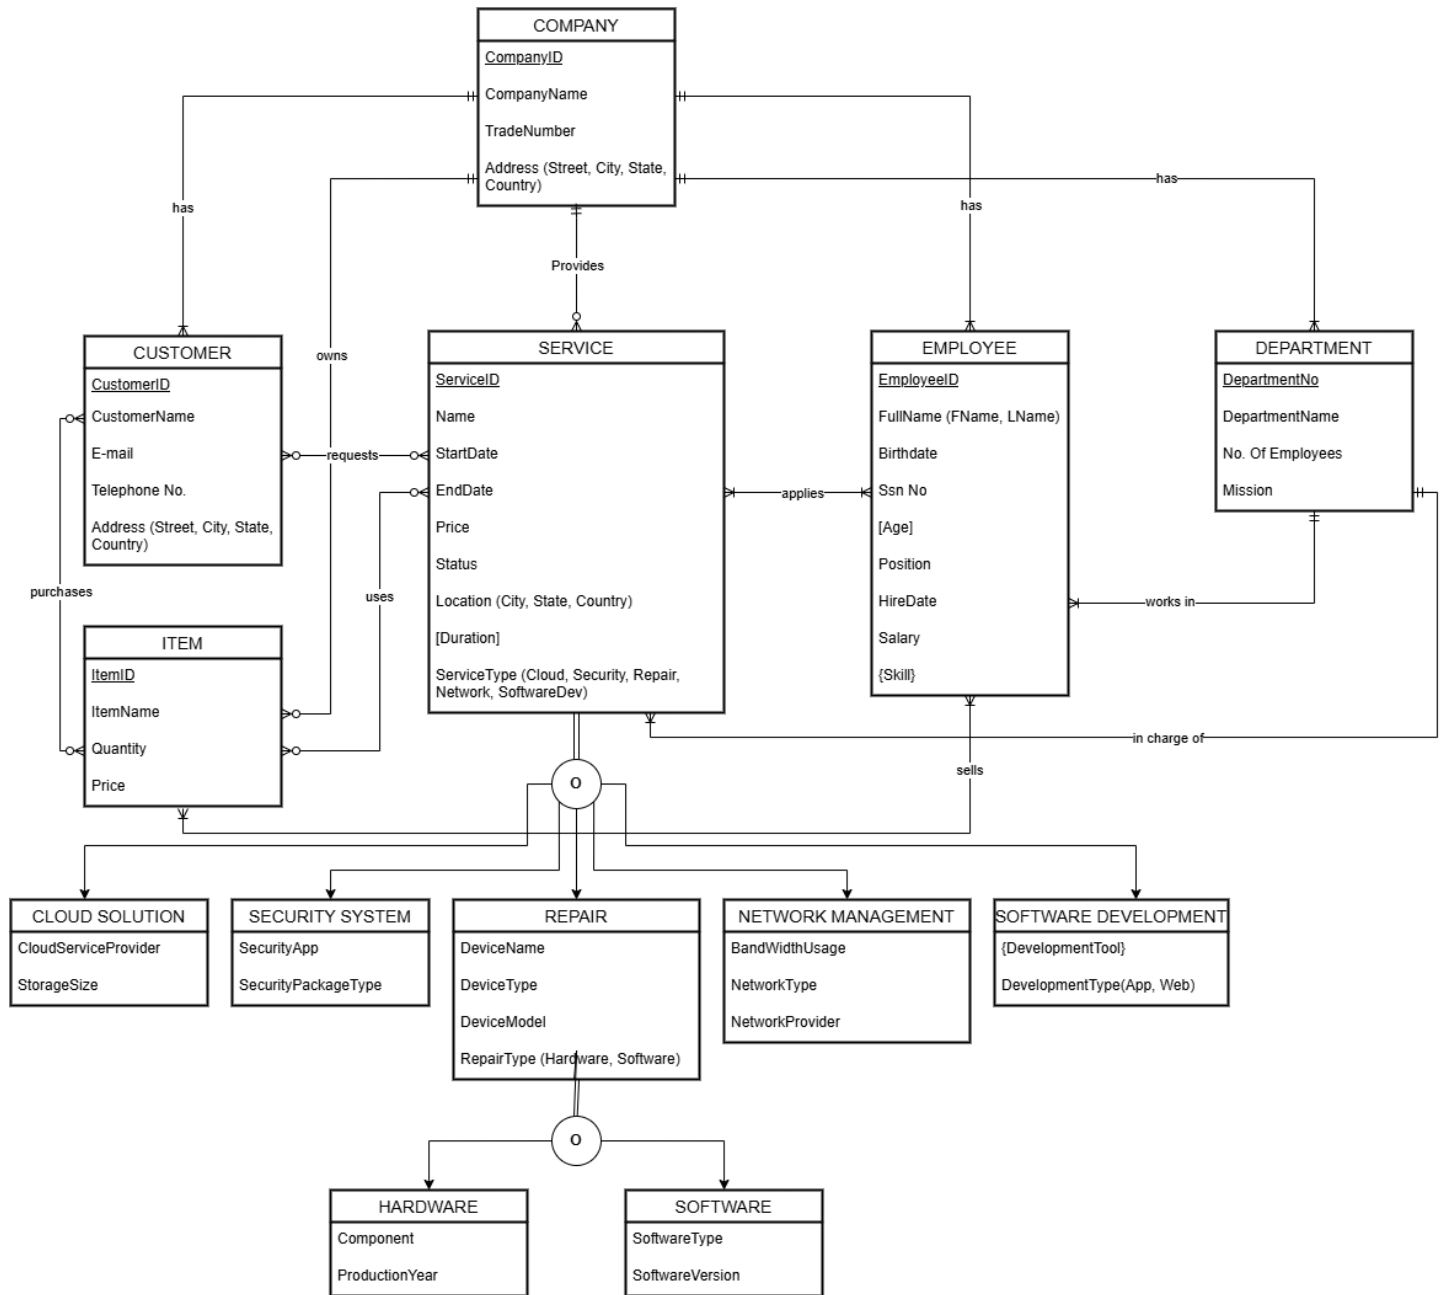 COMPANY
CompanyID
CompanyName
TradeNumber
Address (Street, City, State,
Country)
has
has
has
Provides
owns
CUSTOMER
CustomerID
CustomerName
E-mail
Telephone No.
Address (Street, City, State,
Country)
requests
purchases
uses
SERVICE
ServiceID
Name
StartDate
EndDate
Price
Status
Location (City, State, Country)
[Duration]
ServiceType (Cloud, Security, Repair,
Network, SoftwareDev)
applies
EMPLOYEE
EmployeeID
FullName (FName, LName)
Birthdate
Ssn No
[Age]
Position
HireDate
Salary
{Skill}
DEPARTMENT
DepartmentNo
DepartmentName
No. Of Employees
Mission
works in
in charge of
sells
ITEM
ItemID
ItemName
Quantity
Price
O
CLOUD SOLUTION
CloudServiceProvider
StorageSize
SECURITY SYSTEM
SecurityApp
SecurityPackageType
REPAIR
DeviceName
DeviceType
DeviceModel
RepairType (Hardware, Software)
NETWORK MANAGEMENT
BandWidthUsage
NetworkType
NetworkProvider
SOFTWARE DEVELOPMENT
{DevelopmentTool}
DevelopmentType(App, Web)
O
HARDWARE
Component
ProductionYear
SOFTWARE
SoftwareType
SoftwareVersion